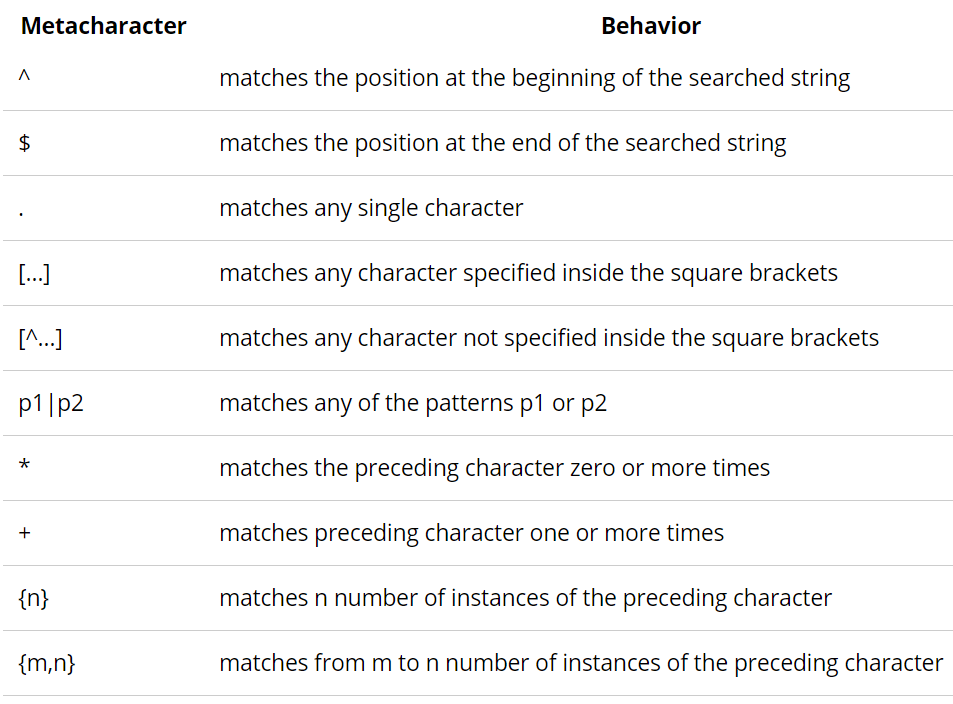 Metacharacter Behavior
^ matches the position at the beginning of the searched string
$ matches the position at the end of the searched string
. matches any single character
[...] matches any character specified inside the square brackets
[^...] matches any character not specified inside the square brackets
p1|p2 matches any of the patterns p1 or p2
* matches the preceding character zero or more times
+ matches preceding character one or more times
{n} matches n number of instances of the preceding character
{m,n} matches from m to n number of instances of the preceding character